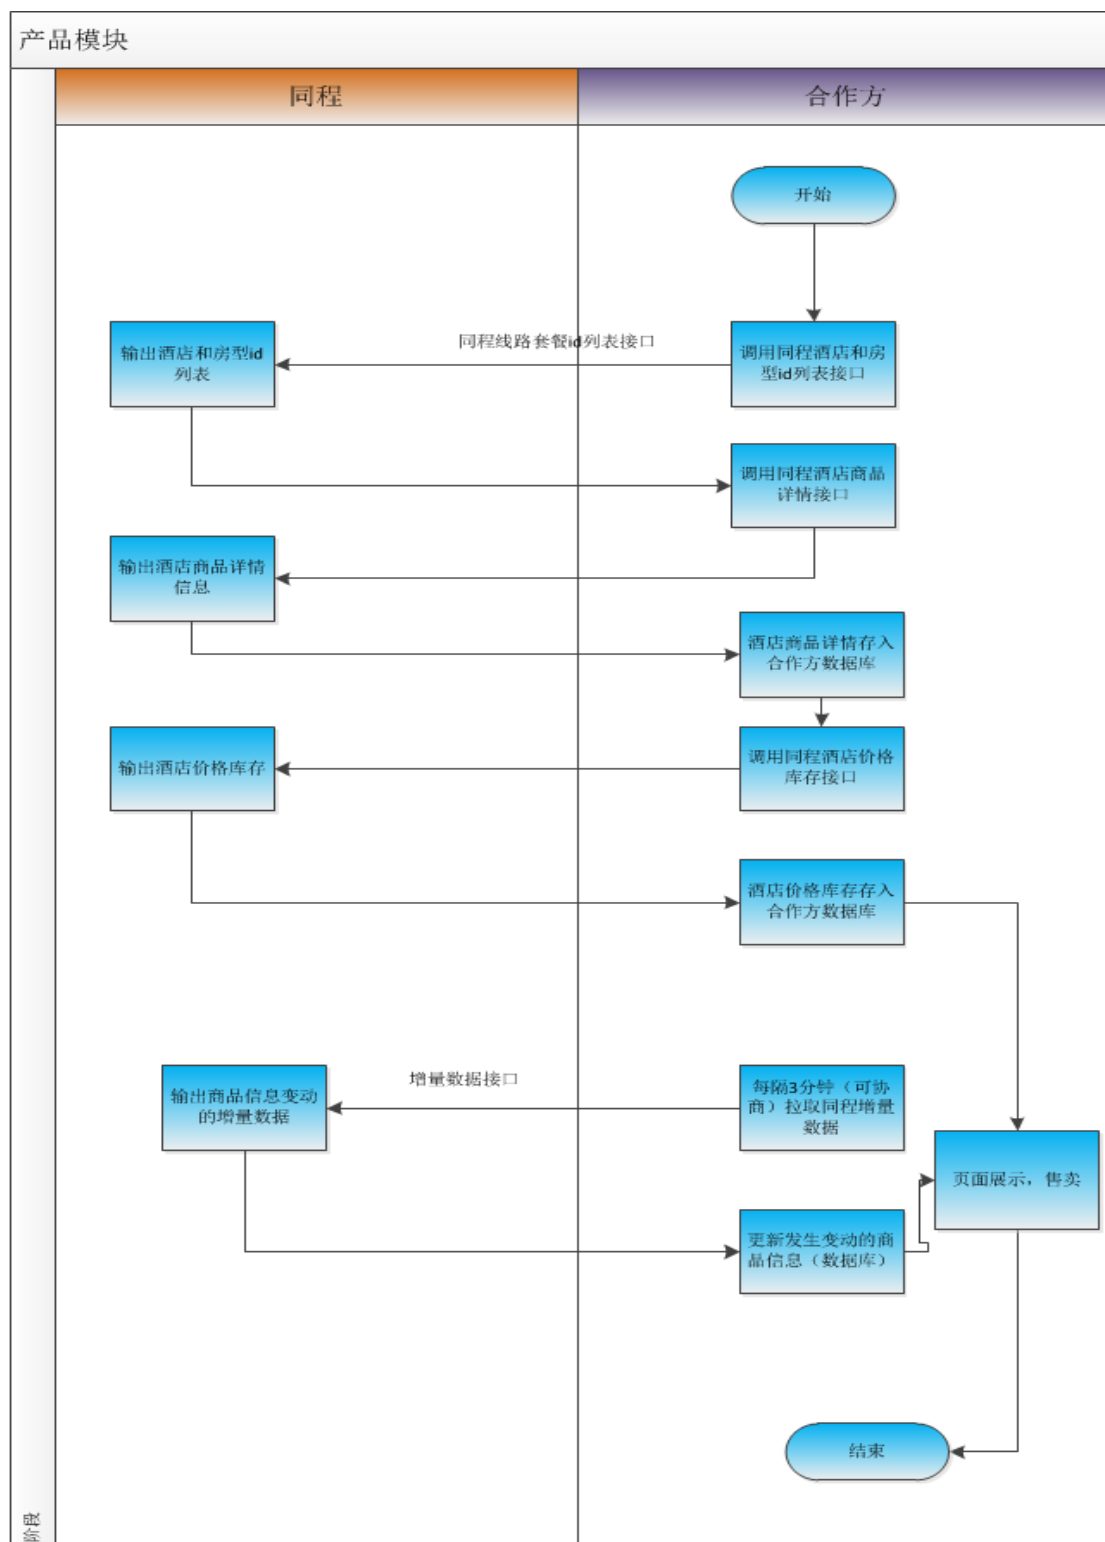 产品模块
同程
合作方
开始
同程线路套餐id列表接口
输出酒店和房型id
列表
调用同程酒店和房
型id列表接口
调用同程酒店商品
详情接口
输出酒店商品详情
信息
酒店商品详情存入
合作方数据库
输出酒店价格库存
调用同程酒店价格
库存接口
酒店价格库存存入
合作方数据库
增量数据接口
输出商品信息变动
的增量数据
每隔3分钟（可协
商）拉取同程增量
数据
页面展示，售卖
更新发生变动的商
品信息（数据库）
结束
阶段